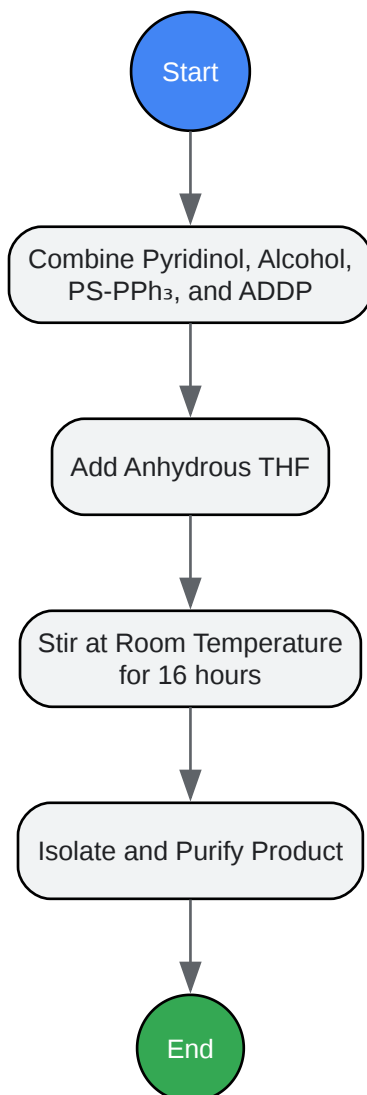 Start
Combine Pyridinol, Alcohol,
PS-PPh₃, and ADDP
Add Anhydrous THF
Stir at Room Temperature
for 16 hours
Isolate and Purify Product
End